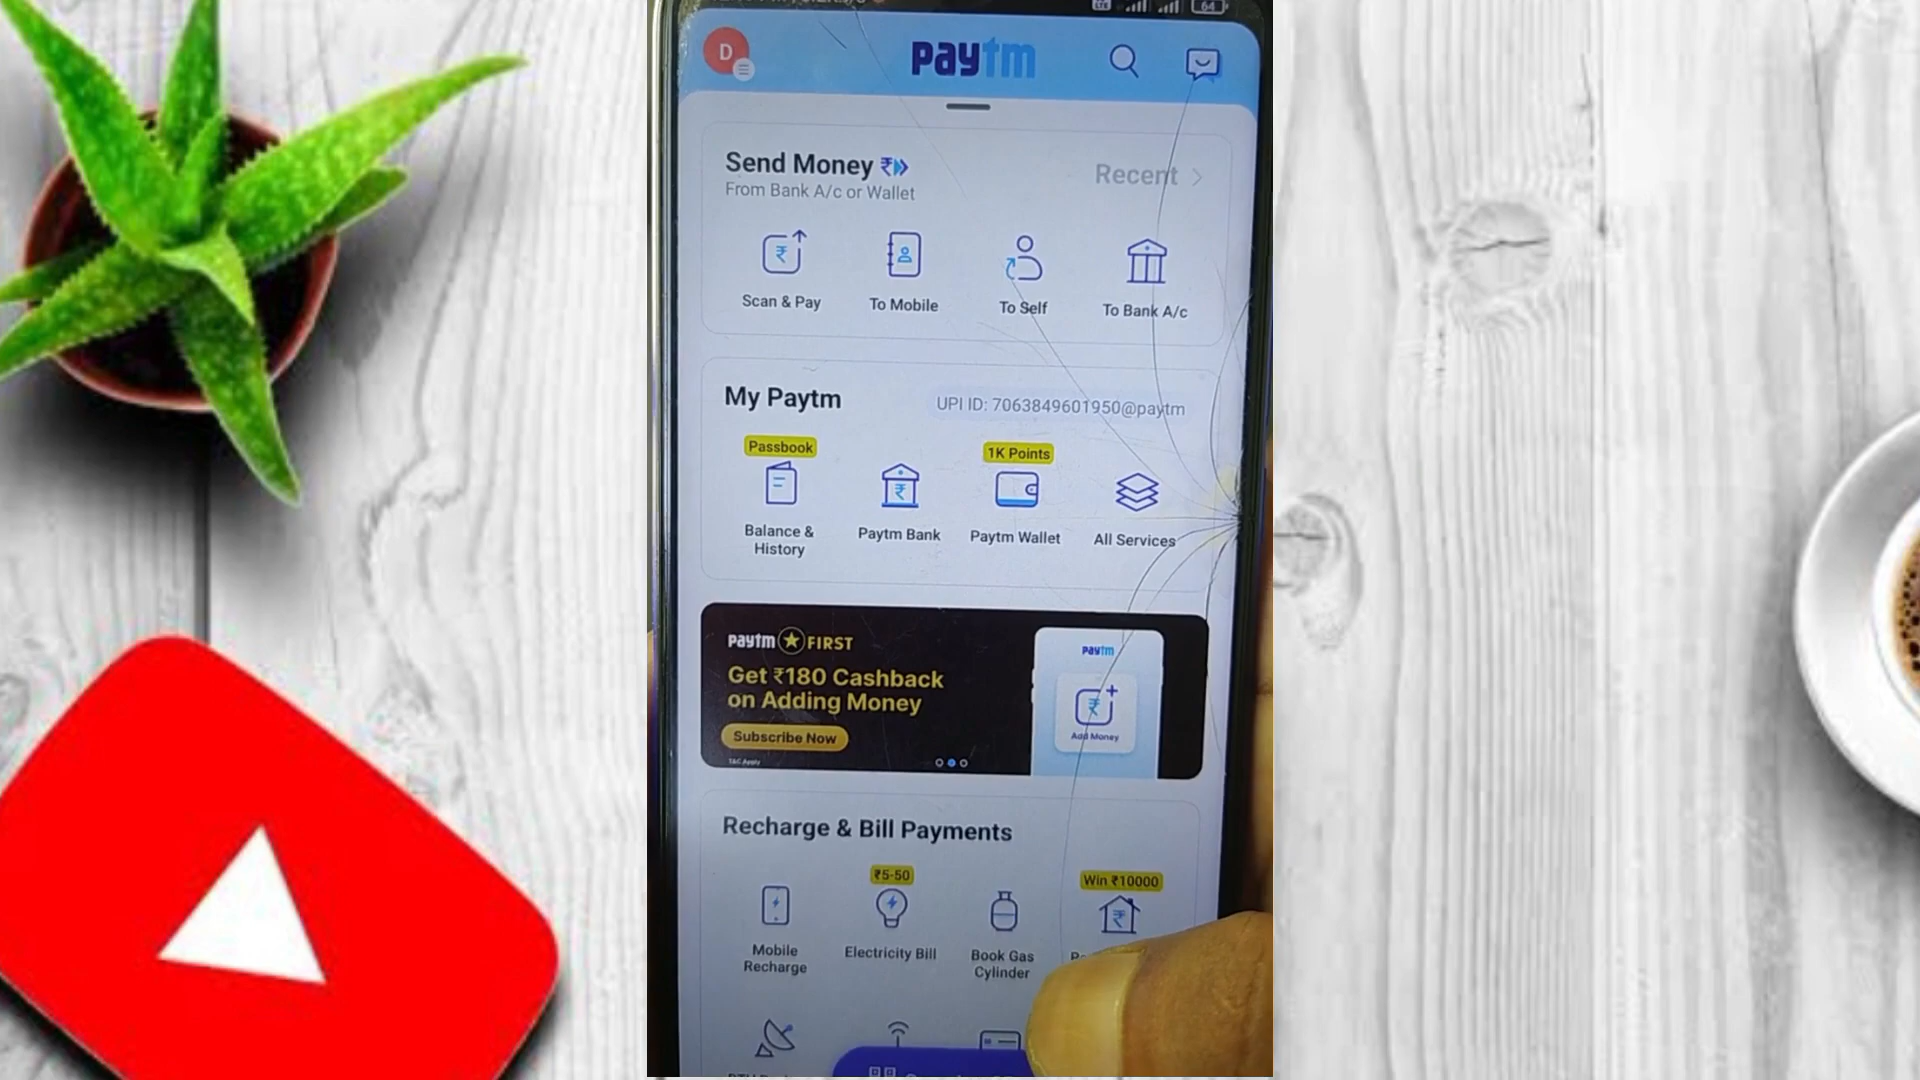 64
D
paytm
Send Money
From Bank A/c or Wallet
Recent
Scan & Pay
To Mobile
To Self
To Bank A/c
My Paytm
UPI ID: 7063849601950@paytm
Passbook
1K Points
Balance & History
Paytm Bank
Paytm Wallet
All Services
paytm FIRST
Get ₹180 Cashback
on Adding Money
Subscribe Now
T&C Apply
paytm
Add Money
Recharge & Bill Payments
₹5-50
Win ₹10000
Mobile
Recharge
Electricity Bill
Book Gas
Cylinder